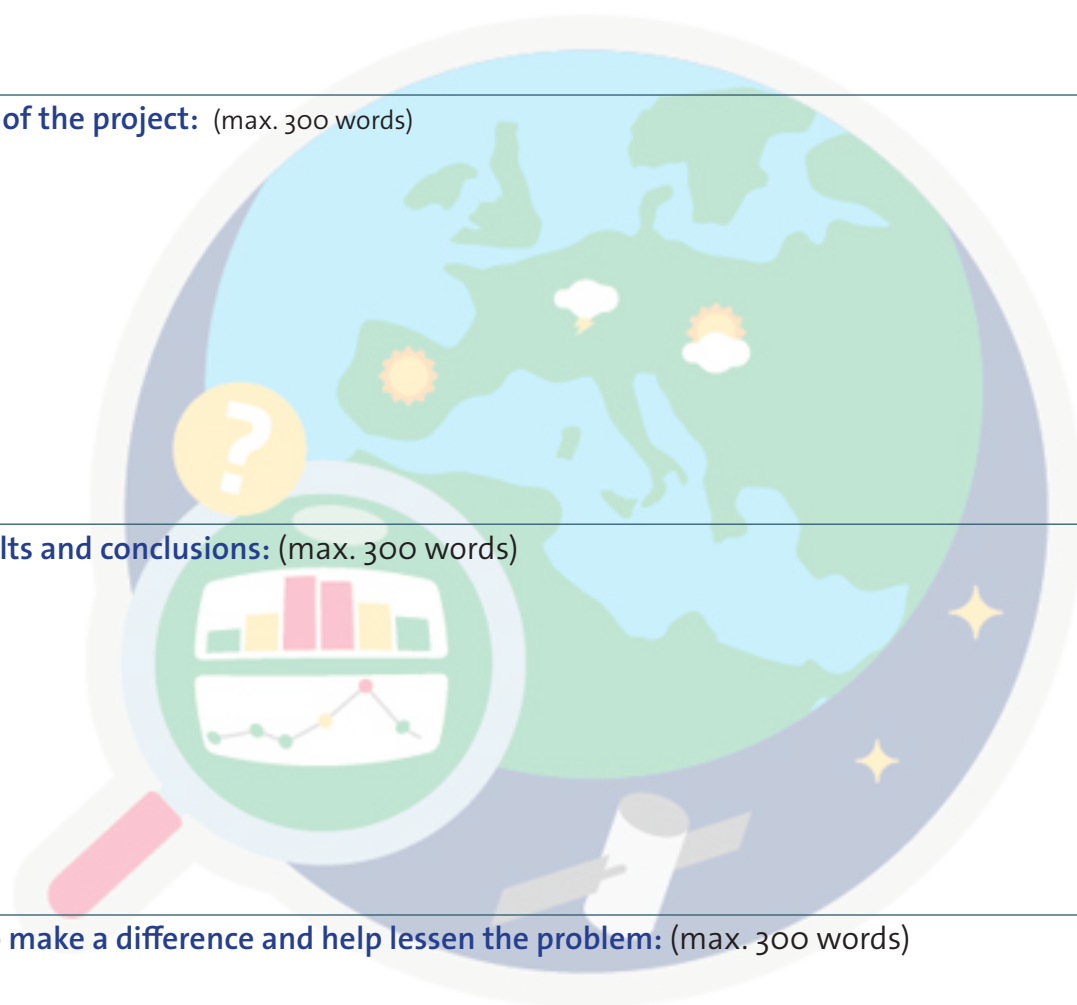 of the project: (max. 300 words)
?
lts and conclusions: (max. 300 words)
make a difference and help lessen the problem: (max. 300 words)